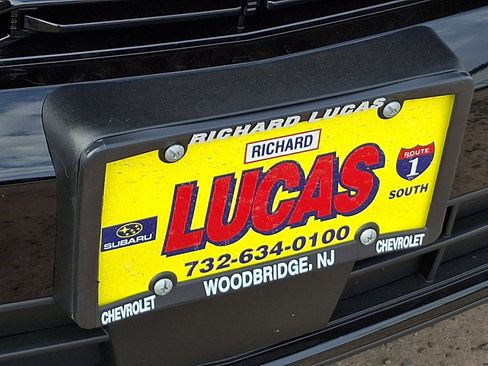 RICHARD LUCAS
RICHARD
LUCAS
ROUTE
1
SOUTH
SUBARU
732-634-0100
CHEVROLET
WOODBRIDGE, NJ
CHEVROLET